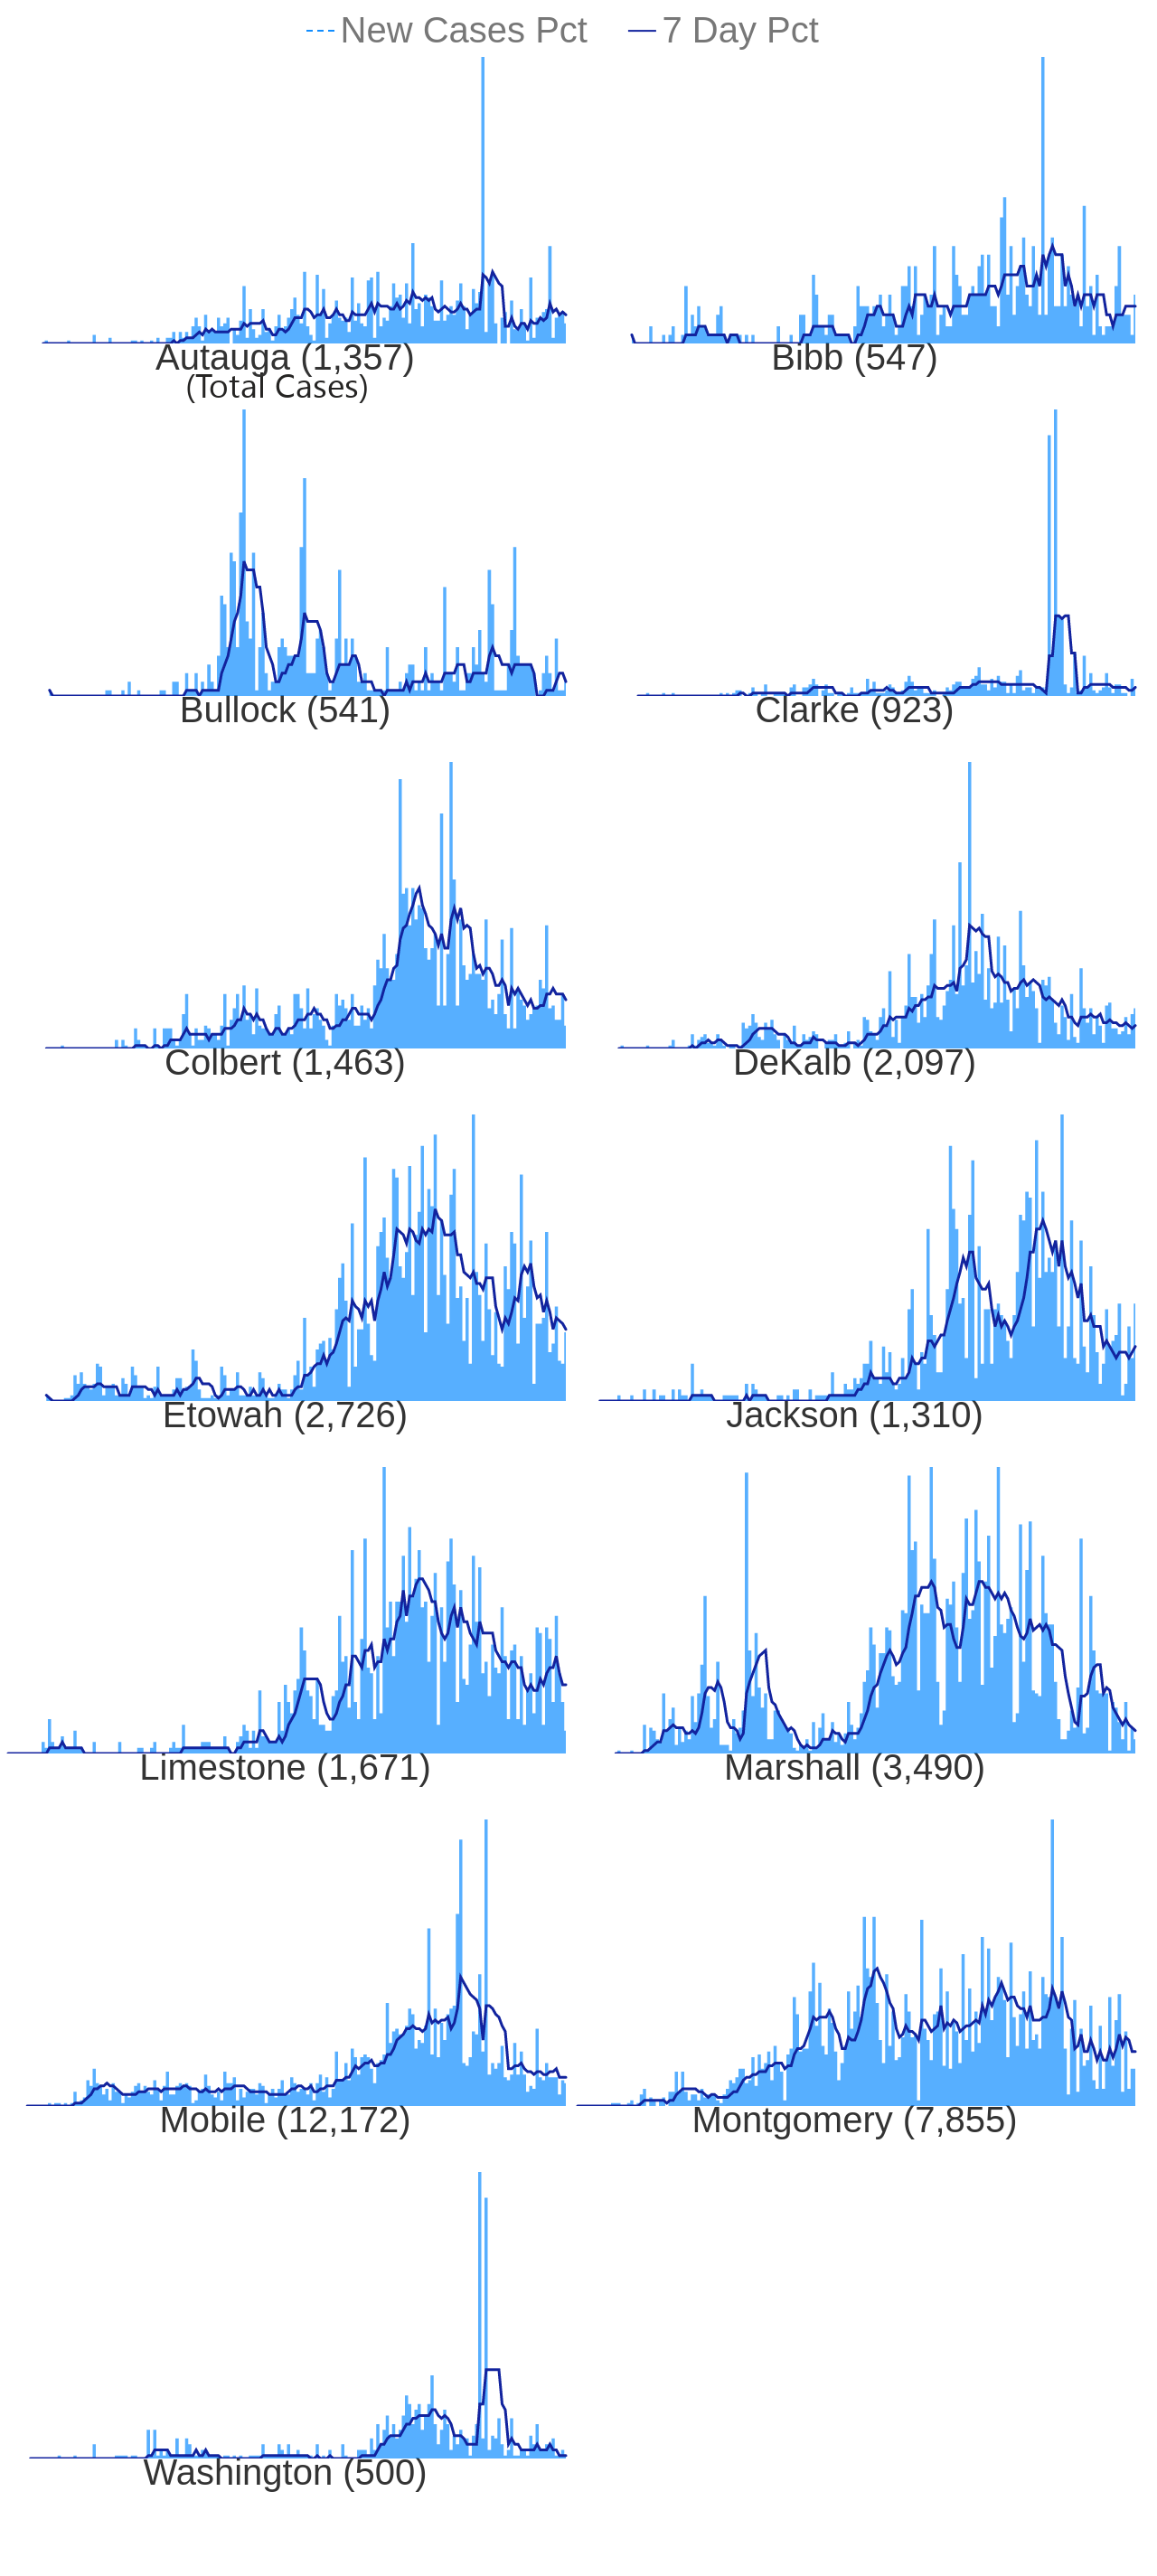 New Cases Pct 7 Day Pct
Autauga (1,357) Bibb (547)
(Total Cases)
Bullock (541) Clarke (923)
Colbert (1,463) DeKalb (2,097)
Etowah (2,726) Jackson (1,310)
Limestone (1,671) Marshall (3,490)
Mobile (12,172) Montgomery (7,855)
Washington (500)